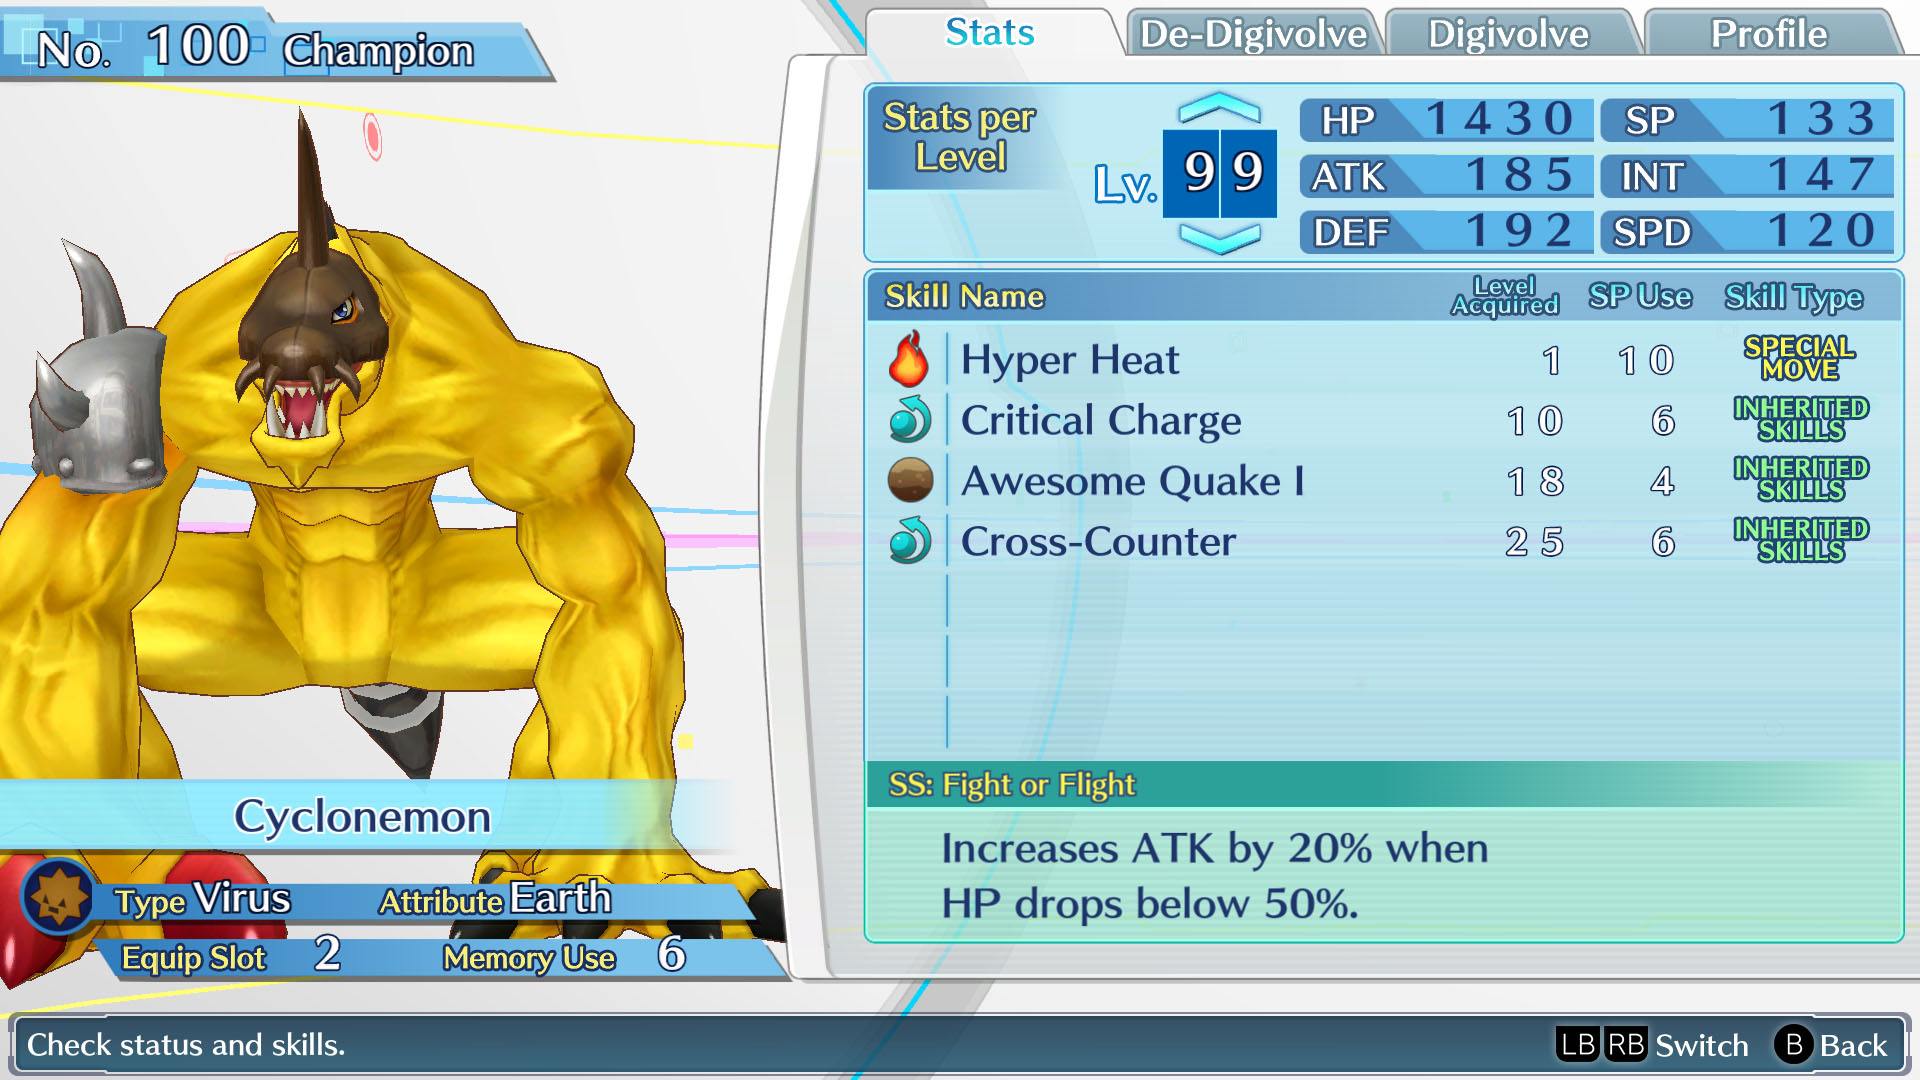 No. 100 Champion
Stats
De-Digivolve
Digivolve
Profile
Stats per
Level
Lv. 99
HP 1430
SP 133
ATK 185
INT 147
DEF 192
SPD 120
Skill Name
Level
Acquired
SP Use
Skill Type
Hyper Heat 1 10 SPECIAL
MOVE
Critical Charge 10 6 INHERITED
SKILLS
Awesome Quake I 18 4 INHERITED
SKILLS
Cross-Counter 25 6 INHERITED
SKILLS
SS: Fight or Flight
Increases ATK by 20% when
HP drops below 50%.
Cyclonemon
Type Virus Attribute Earth
Equip Slot 2 Memory Use 6
Check status and skills.
LB RB Switch B Back